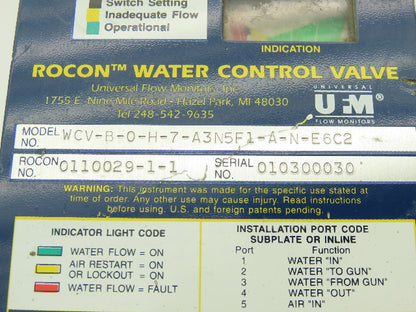 Switch Setting
Inadequate Flow
Operational
INDICATION
ROCON™ WATER CONTROL VALVE
Universal Flow Monitors, Inc.
1755 E. Nine Mile Road - Hazel Park, MI 48030
Tel 248-542-9635
UNIVERSAL
UFM
FLOW MONITORS
MODEL NO. WCV-B-O-H-7-A3N5F1-A-N-E6C2
ROCON NO. 0110029-1-1 SERIAL NO. 010300030
WARNING: This instrument was made for the specific use stated at
time of order. Any other use may cause injury. Read instructions
before using. U.S. and foreign patents pending.
INDICATOR LIGHT CODE
WATER FLOW = ON
AIR RESTART = ON
OR LOCKOUT = ON
WATER FLOW = FAULT
INSTALLATION PORT CODE
SUBPLATE OR INLINE
Port Function
1 WATER "IN"
2 WATER "TO GUN"
3 WATER "FROM GUN"
4 WATER "OUT"
5 AIR "IN"